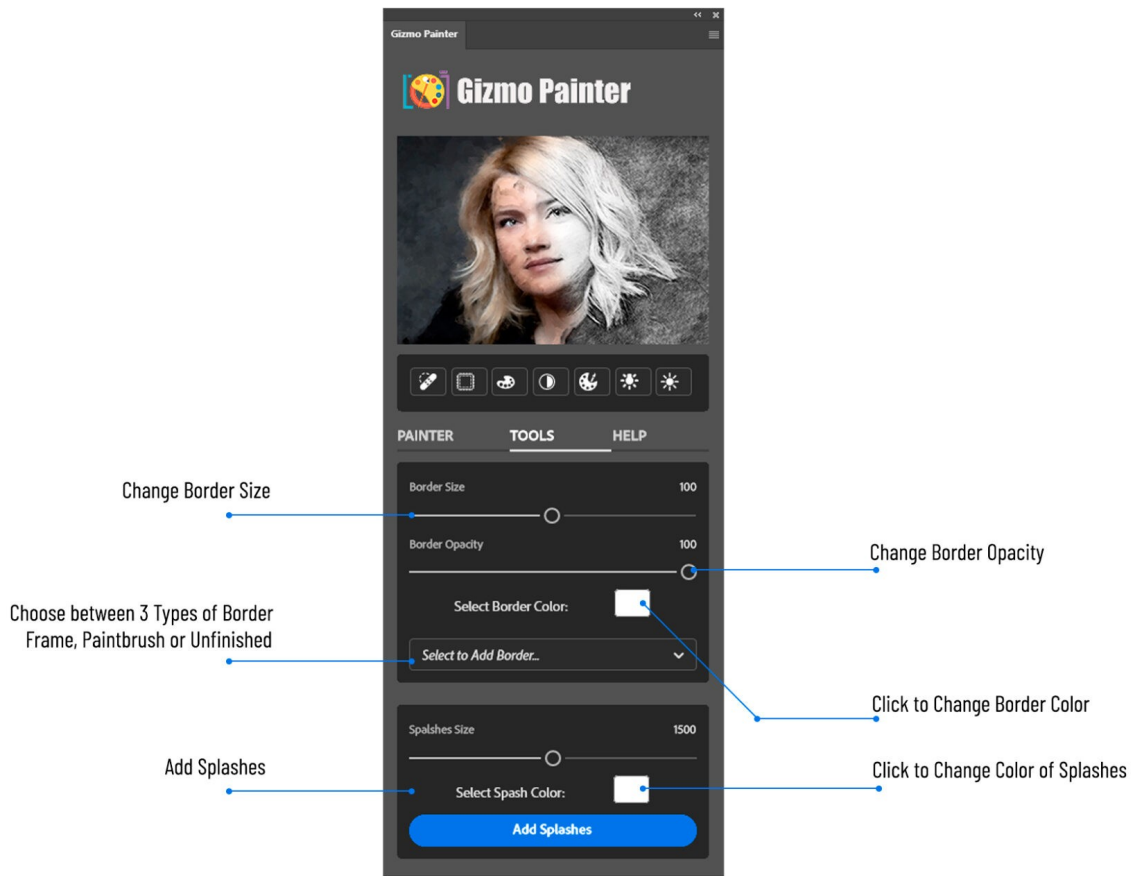 Gizmo Painter
Gizmo Painter
PAINTER TOOLS HELP
Border Size 100
Change Border Size
Border Opacity 100
Change Border Opacity
Select Border Color:
Choose between 3 Types of Border
Frame, Paintbrush or Unfinished
Select to Add Border...
Click to Change Border Color
Spalshes Size 1500
Add Splashes
Click to Change Color of Splashes
Select Spash Color:
Add Splashes